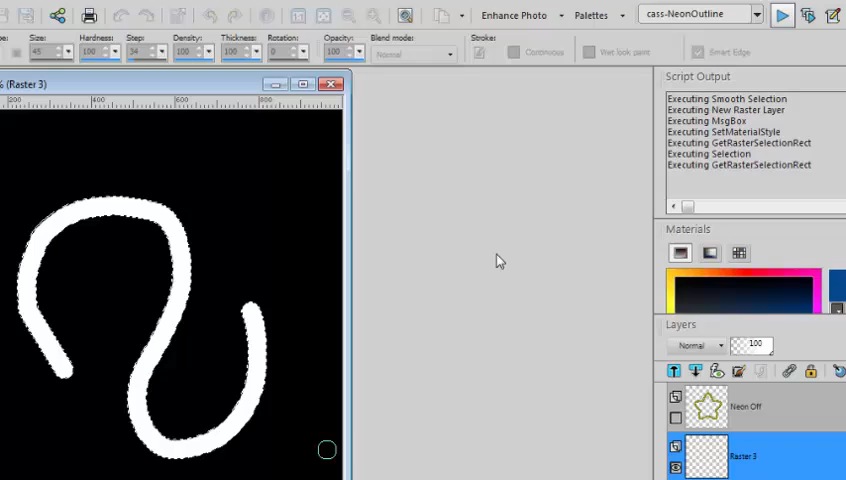 Enhance Photo Palettes cass-NeonOutline
Size: Hardness: Step: Density: Thickness: Rotation: Opacity: Blend mode: Stroke:
45 100 34 100 100 0 100 Normal Continuous Wet look paint Smart Edge
% (Raster 3)
200 400 600 800
Script Output
Executing Smooth Selection
Executing New Raster Layer
Executing MsgBox
Executing SetMaterialStyle
Executing GetRasterSelectionRect
Executing Selection
Executing GetRasterSelectionRect
Materials
Layers
Normal 100
Neon Off
Raster 3